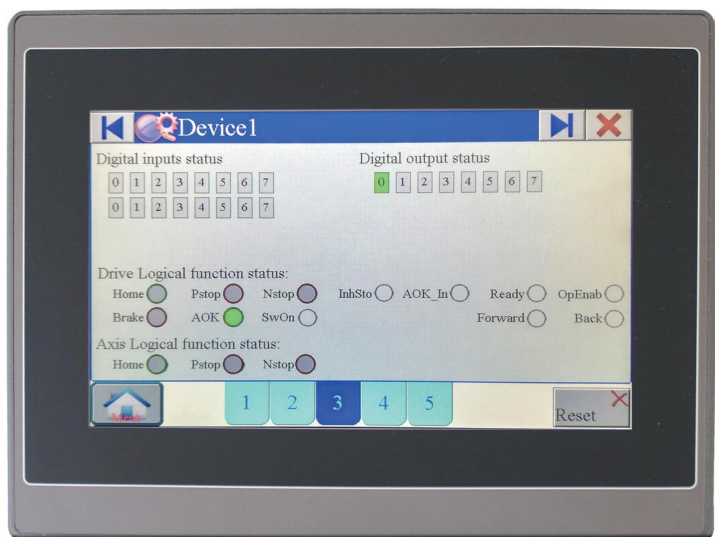 Device1
Digital inputs status
Digital output status
0 1 2 3 4 5 6 7
0 1 2 3 4 5 6 7
0 1 2 3 4 5 6 7
Drive Logical function status:
Home Pstop Nstop InhSto AOK_In Ready OpEnab
Brake AOK SwOn Forward Back
Axis Logical function status:
Home Pstop Nstop
1 2 3 4 5
Reset